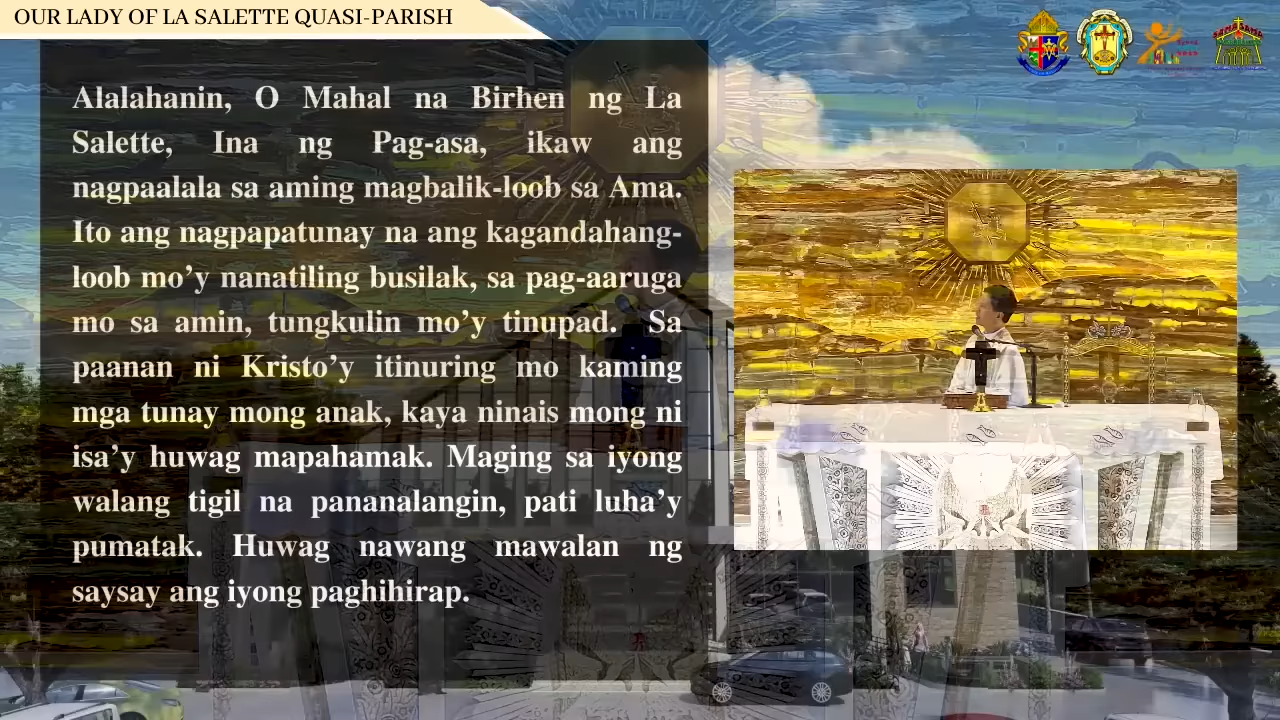 OUR LADY OF LA SALETTE QUASI-PARISH
Alalahanin, O Mahal na Birhen ng La
Salette, Ina ng Pag-asa, ikaw ang
nagpaalala sa aming magbalik-loob sa Ama.
Ito ang nagpapatunay na ang kagandahang-
loob mo’y nanatiling busilak, sa pag-aaruga
mo sa amin, tungkulin mo’y tinupad. Sa
paanan ni Kristo’y itinuring mo kaming
mga tunay mong anak, kaya ninais mong ni
isa’y huwag mapahamak. Maging sa iyong
walang tigil na pananalangin, pati luha’y
pumatak. Huwag nawang mawalan ng
saysay ang iyong paghihirap.